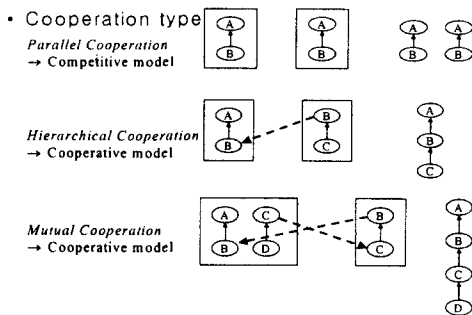 • Cooperation type
Parallel Cooperation
→ Competitive model
A A A A
B B B B
Hierarchical Cooperation
→ Cooperative model
A B A
B C B
C
Mutual Cooperation
→ Cooperative model
A C B A
B D C B
C
D